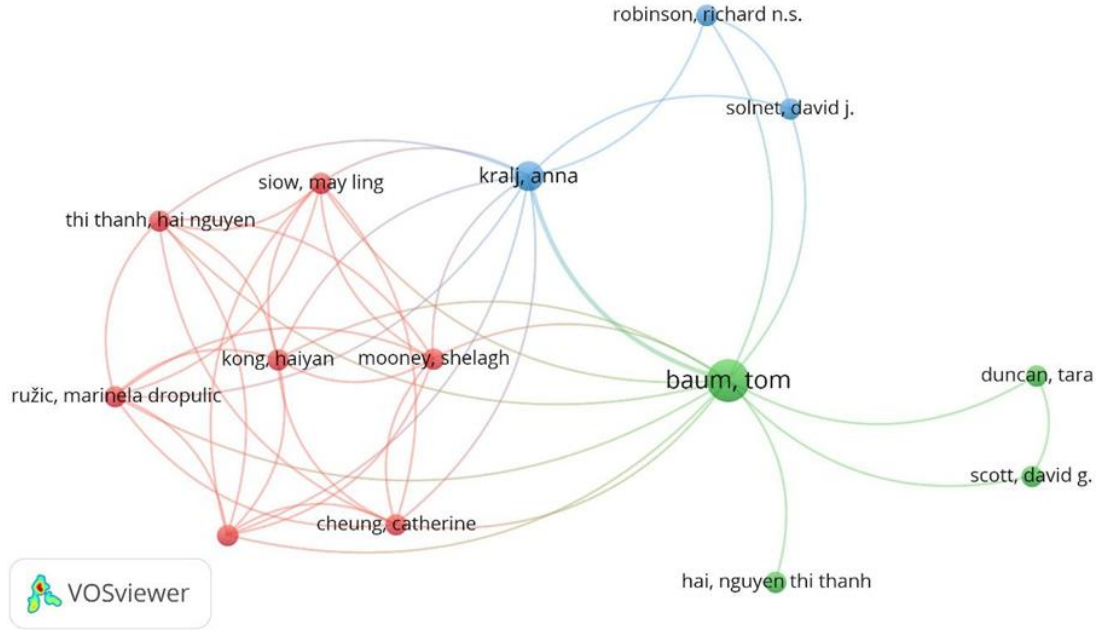 robinson, richard n.s.
solnet, david j.
kralj, anna
siow, may ling
thi thanh, hai nguyen
kong, haiyan
mooney, shelagh
baum, tom
duncan, tara
ružic, marinela dropulic
scott, david g.
cheung, catherine
hai, nguyen thi thanh
VOSviewer